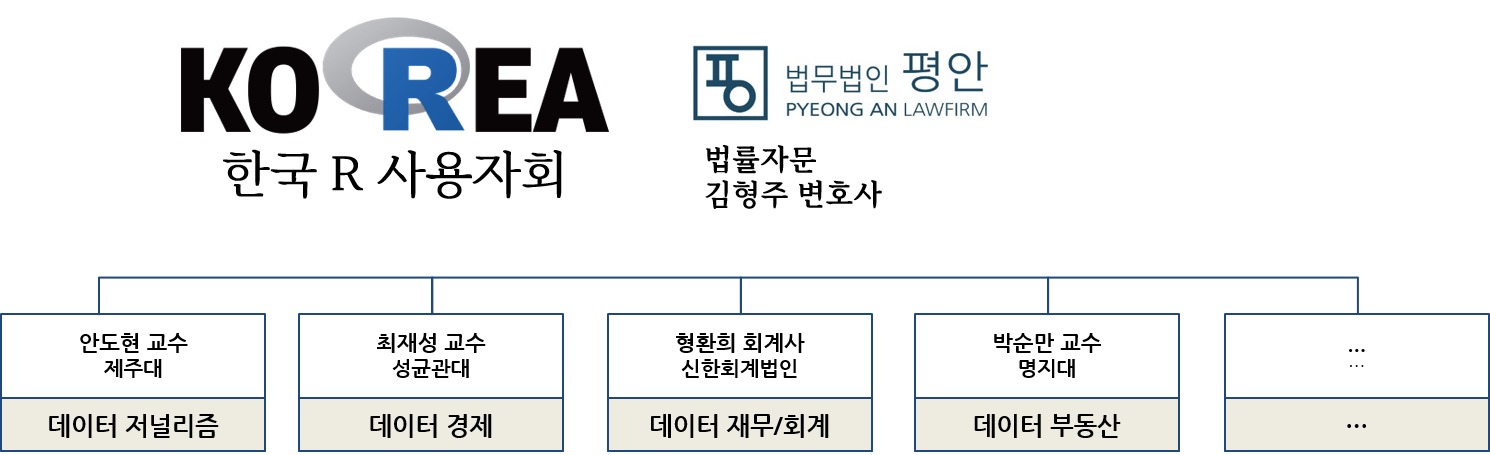 KOREA
한국 R 사용자회
평
법무법인 평안
PYEONG AN LAWFIRM
법률자문
김형주 변호사
안도현 교수
제주대
데이터 저널리즘
최재성 교수
성균관대
데이터 경제
형환희 회계사
신한회계법인
데이터 재무/회계
박순만 교수
명지대
데이터 부동산
...
...
...